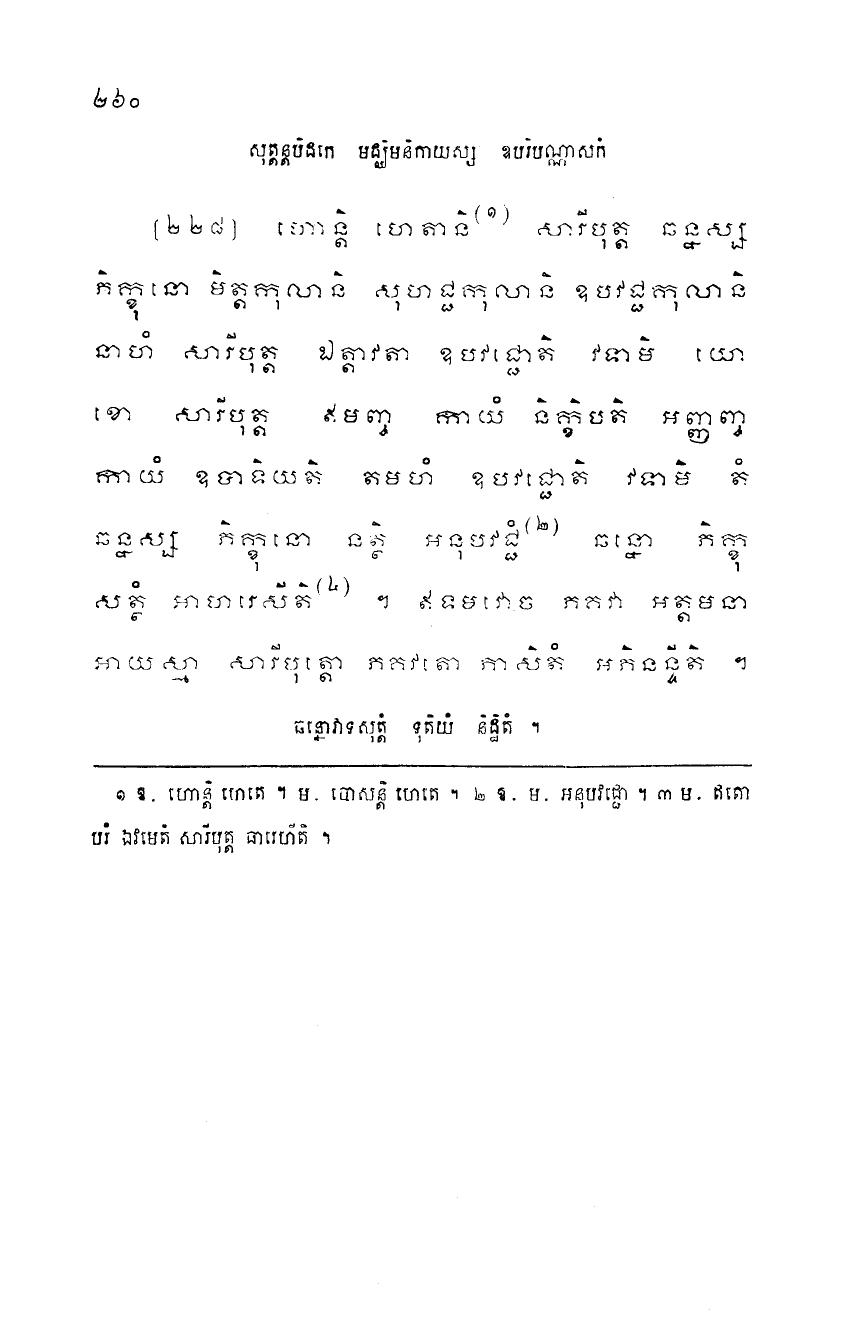 ២៦០
សុត្តន្តបិដកេ មជ្ឈិមនិកាយស្ស ឧបរិបណ្ណាសកំ
[២២៨] ហោន្តិ ហេតានិ(១) សារីបុត្ត ឆន្នស្ស
ភិក្ខុនោ មិត្តកុលានិ សុហជ្ជកុលានិ ឧបវជ្ជកុលានិ
នាហំ សារីបុត្ត ឯត្តាវតា ឧបវជ្ជោតិ វទាមិ យោ
ខោ សារីបុត្ត ឥមញ្ច កាយំ និក្ខិបតិ អញ្ញញ្ច
កាយំ ឧបាទិយតិ តមហំ ឧបវជ្ជោតិ វទាមិ តំ
ឆន្នស្ស ភិក្ខុនោ នត្ថិ អនុបវជ្ជំ(២) ឆន្នោ ភិក្ខុ
សត្ថំ អាហរេសីតិ(៤) ។ ឥទមវោច ភគវា អត្តមនា
អាយស្មា សារីបុត្តោ ភគវតោ ភាសិតំ អភិនន្ទីតិ ។
ឆន្នោវាទសុត្តំ ទុតិយំ និដ្ឋិតំ ។
១ ឱ. ហោន្តិ ហេតេ ។ ម. បោសន្តិ ហេតេ ។ ២ ឱ. ម. អនុបវជ្ជោ ។ ៣ ម. ឥតោ
បរំ ឯវមេតំ សារីបុត្ត ធារេហីតិ ។